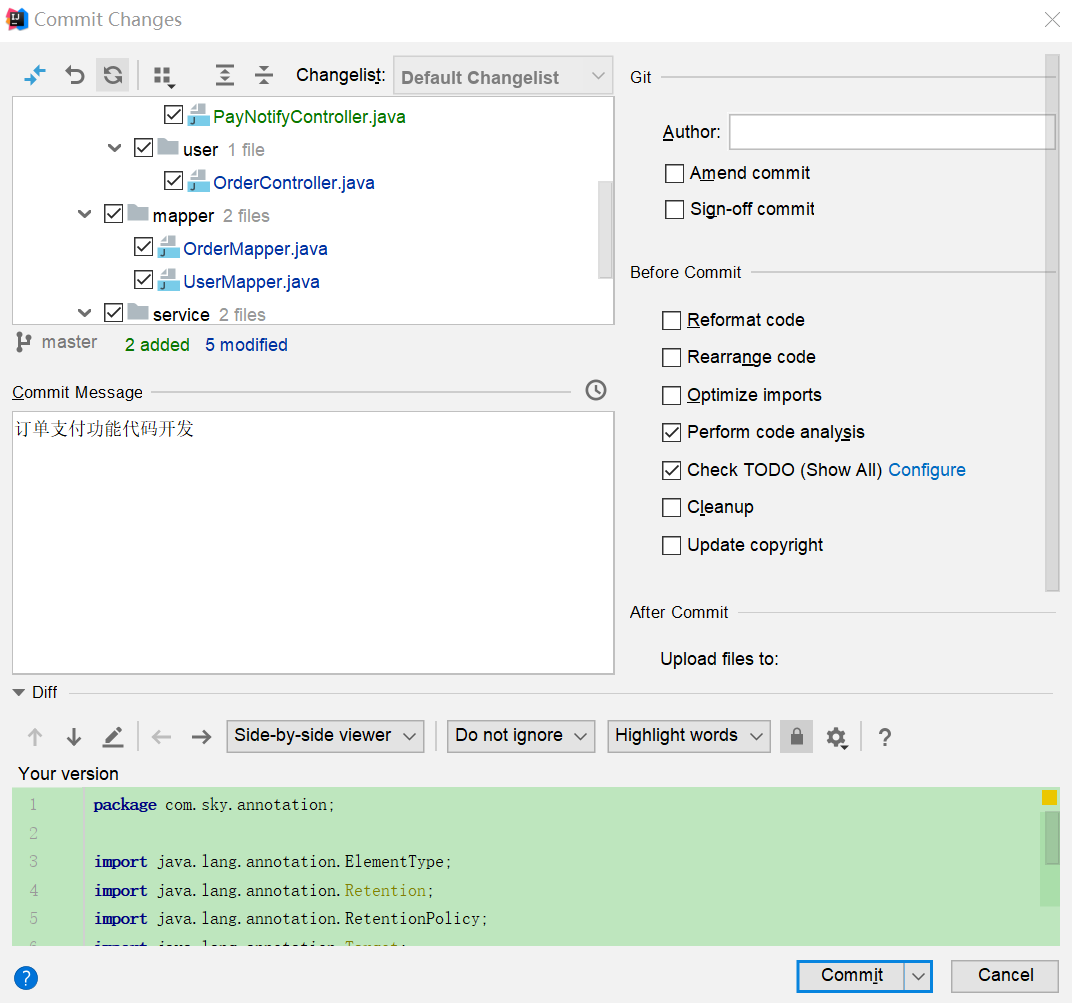 Commit Changes
Changelist: Default Changelist
PayNotifyController.java
user 1 file
OrderController.java
mapper 2 files
OrderMapper.java
UserMapper.java
service 2 files
master 2 added 5 modified
Commit Message
订单支付功能代码开发
Git
Author:
Amend commit
Sign-off commit
Before Commit
Reformat code
Rearrange code
Optimize imports
Perform code analysis
Check TODO (Show All) Configure
Cleanup
Update copyright
After Commit
Upload files to:
Diff
Side-by-side viewer Do not ignore Highlight words ?
Your version
1 package com.sky.annotation;
2
3 import java.lang.annotation.ElementType;
4 import java.lang.annotation.Retention;
5 import java.lang.annotation.RetentionPolicy;
6 import java.lang.annotation.Target;
? Commit Cancel